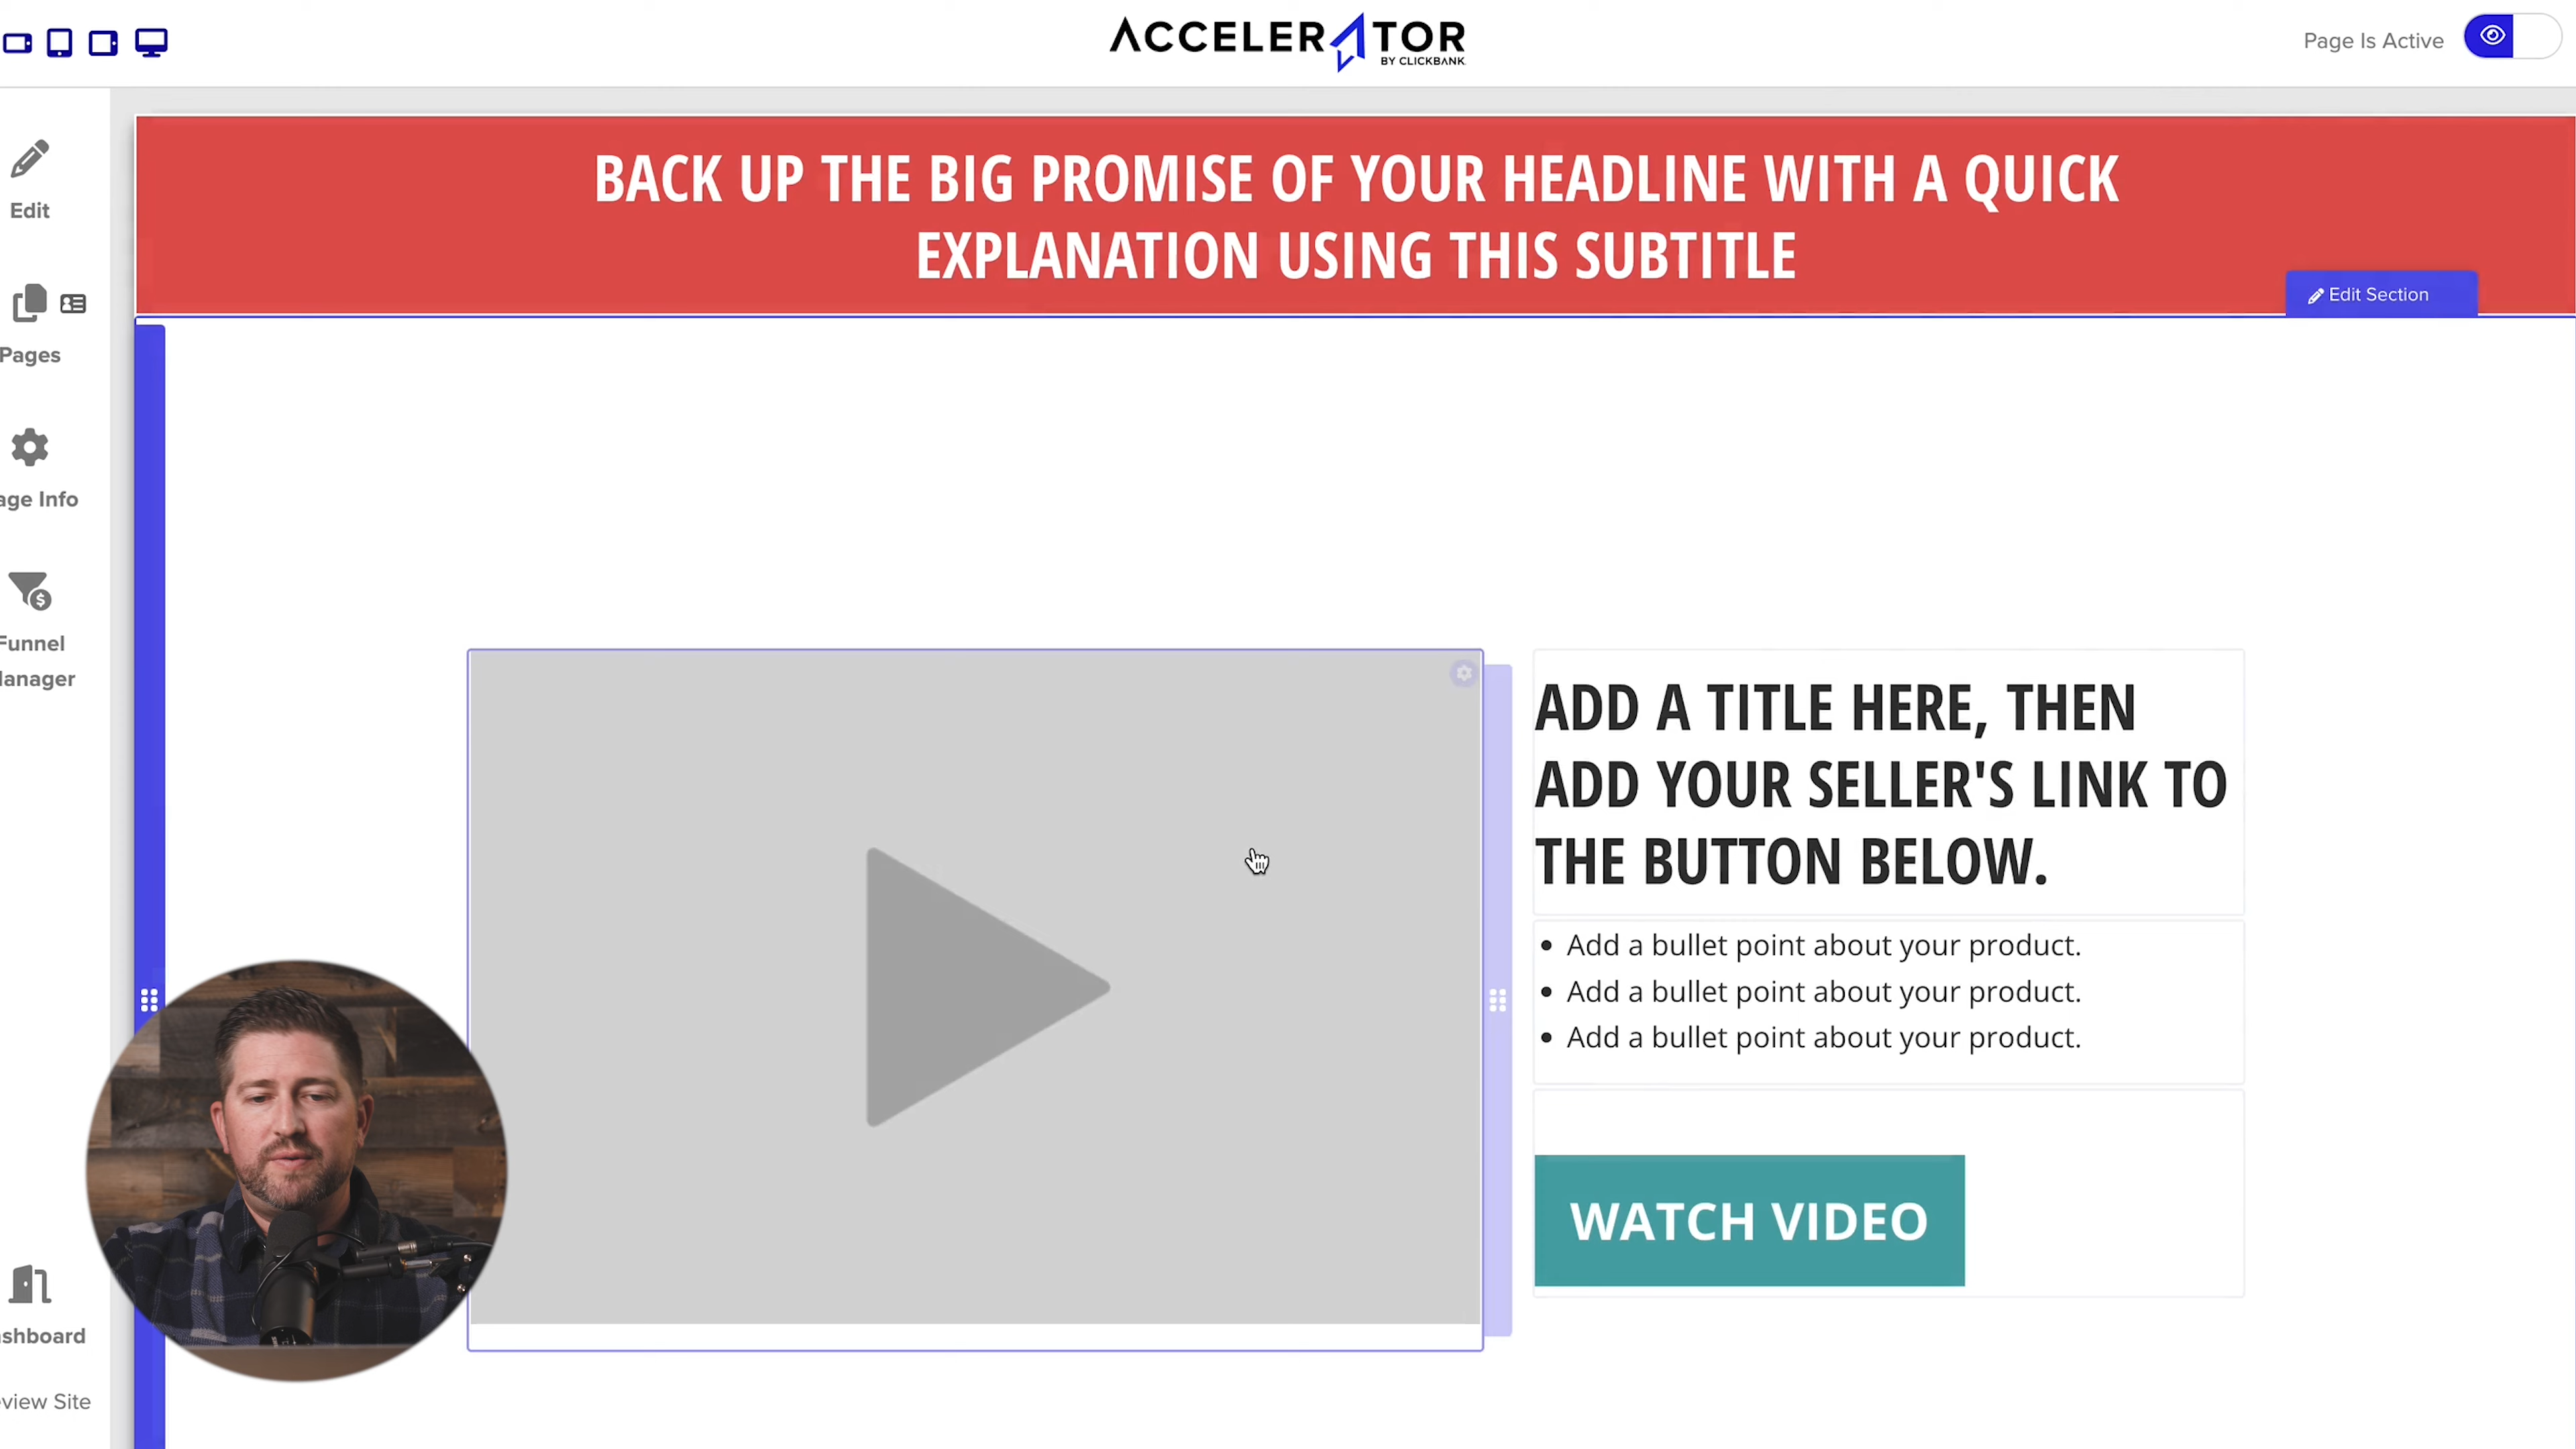 ACCELERATOR
BY CLICKBANK
Page Is Active
Edit
Pages
age Info
Funnel
anager
shboard
view Site
BACK UP THE BIG PROMISE OF YOUR HEADLINE WITH A QUICK
EXPLANATION USING THIS SUBTITLE
Edit Section
ADD A TITLE HERE, THEN
ADD YOUR SELLER'S LINK TO
THE BUTTON BELOW.
• Add a bullet point about your product.
• Add a bullet point about your product.
• Add a bullet point about your product.
WATCH VIDEO